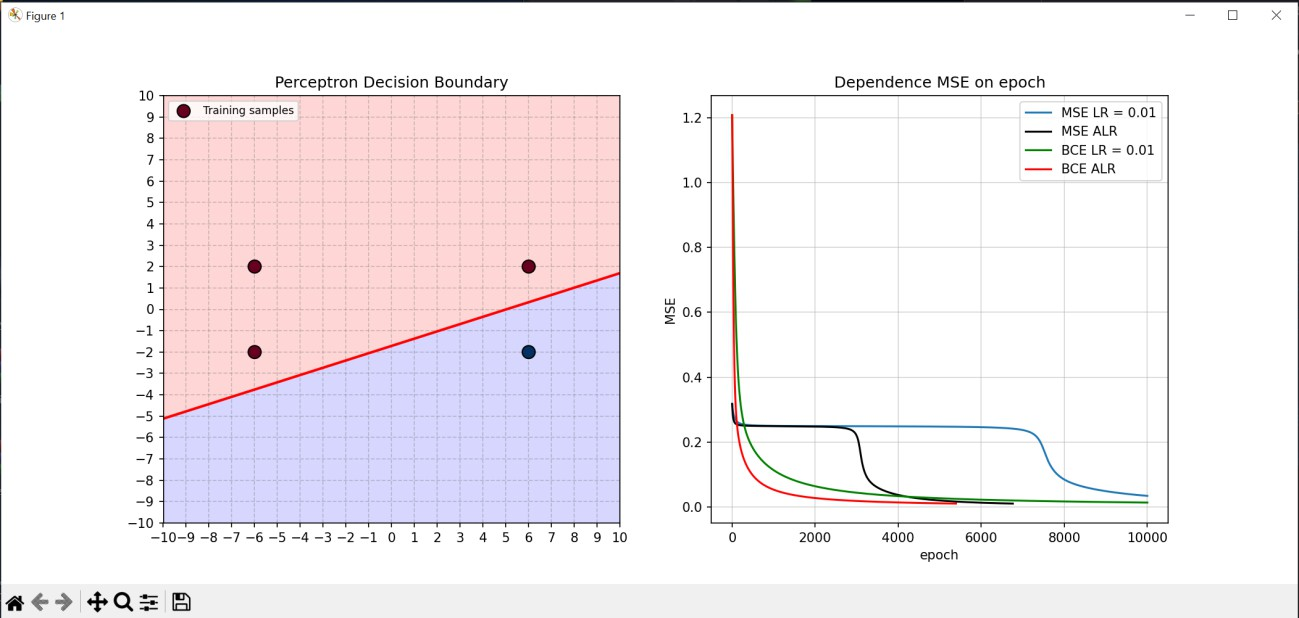 Figure 1
Perceptron Decision Boundary
Training samples
10
9
8
7
6
5
4
3
2
1
0
−1
−2
−3
−4
−5
−6
−7
−8
−9
−10
−10 −9 −8 −7 −6 −5 −4 −3 −2 −1 0 1 2 3 4 5 6 7 8 9 10
Dependence MSE on epoch
MSE LR = 0.01
MSE ALR
BCE LR = 0.01
BCE ALR
MSE
1.2
1.0
0.8
0.6
0.4
0.2
0.0
0 2000 4000 6000 8000 10000
epoch